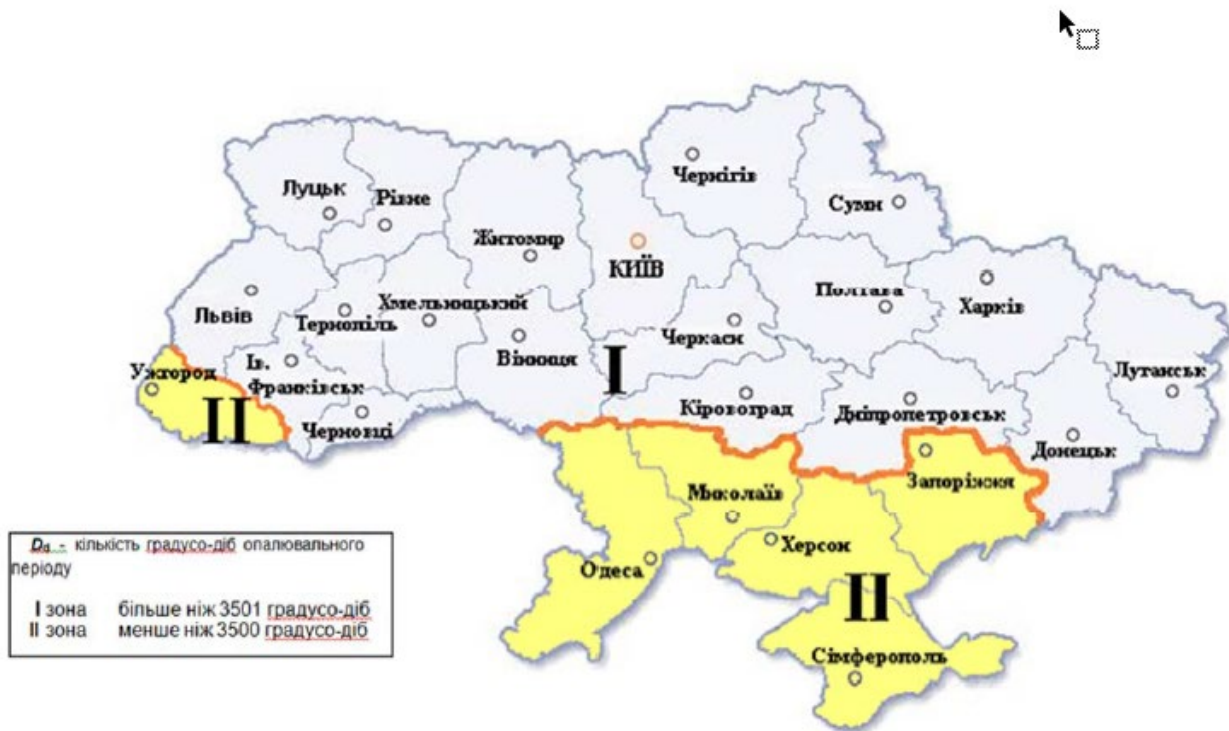 Чернігів
Суми
Луцьк
Рівне
Житомир
КИЇВ
Полтава
Харків
Львів
Тернопіль
Хмельницький
Вінниця
Черкаси
I
Луганськ
Ужгород
Ів.
Франківськ
II
Черновці
Кіровоград
Дніпропетровськ
Донецьк
Запоріжжя
Миколаїв
Херсон
Одеса
II
Сімферополь
Dd - кількість градусо-діб опалювального
періоду
I зона більше ніж 3501 градусо-діб
II зона менше ніж 3500 градусо-діб